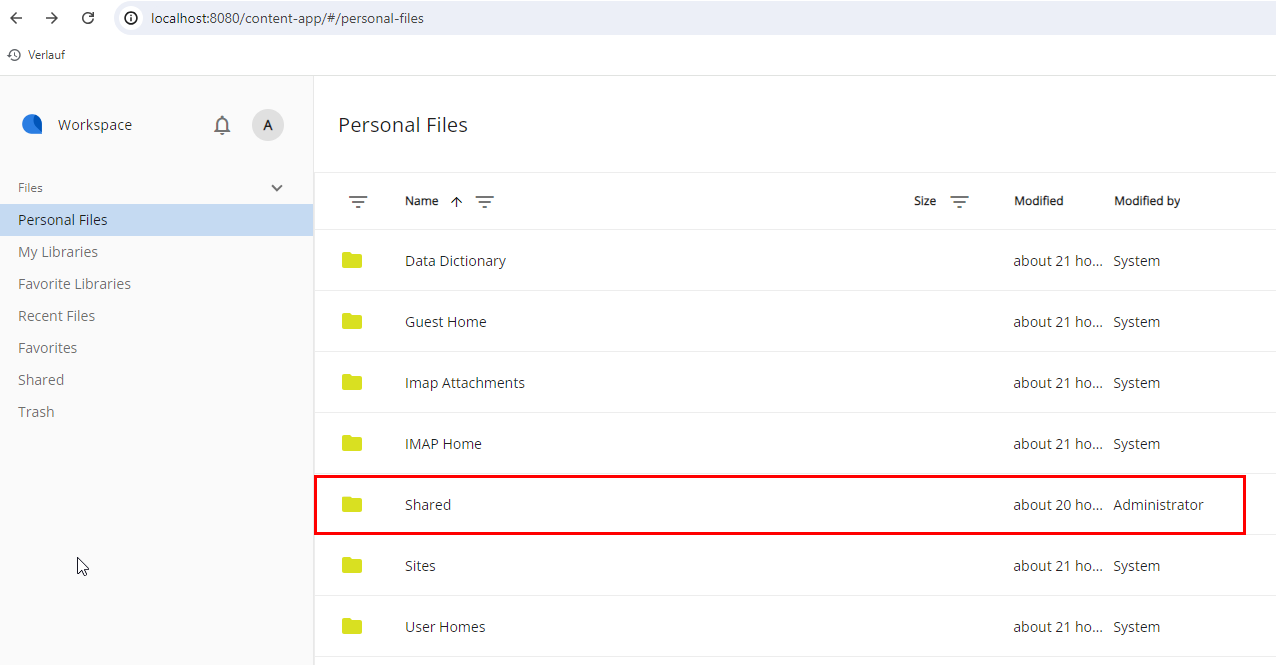 localhost:8080/content-app/#/personal-files
Verlauf
Workspace
A
Files
Personal Files
My Libraries
Favorite Libraries
Recent Files
Favorites
Shared
Trash
Personal Files
Name Size Modified Modified by
Data Dictionary about 21 ho... System
Guest Home about 21 ho... System
Imap Attachments about 21 ho... System
IMAP Home about 21 ho... System
Shared about 20 ho... Administrator
Sites about 21 ho... System
User Homes about 21 ho... System